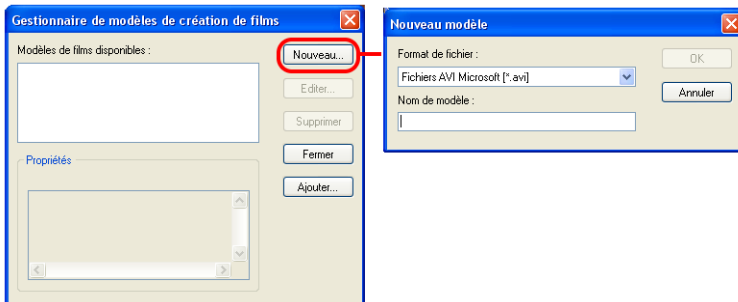 Gestionnaire de modèles de création de films
Modèles de films disponibles :
Nouveau...
Editer...
Supprimer
Fermer
Ajouter...
Propriétés
Nouveau modèle
Format de fichier :
Fichiers AVI Microsoft [*.avi]
Nom de modèle :
OK
Annuler